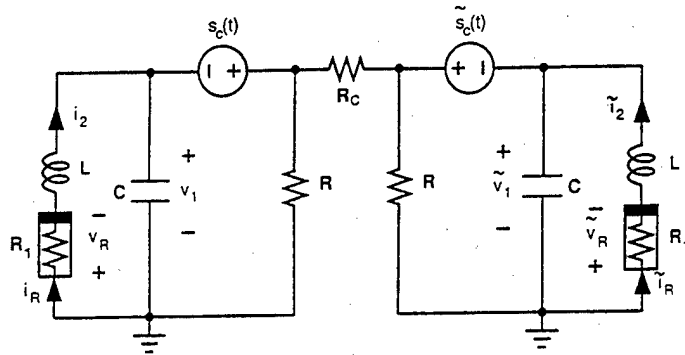 s_c(t)
s̃_c(t)
R_C
i_2
ĩ_2
L
C
+
v_1
−
R
R
+
ṽ_1
−
C
L
R_1
−
v_R
+
−
ṽ_R
+
R.
i_R
ĩ_R
− +
+ −